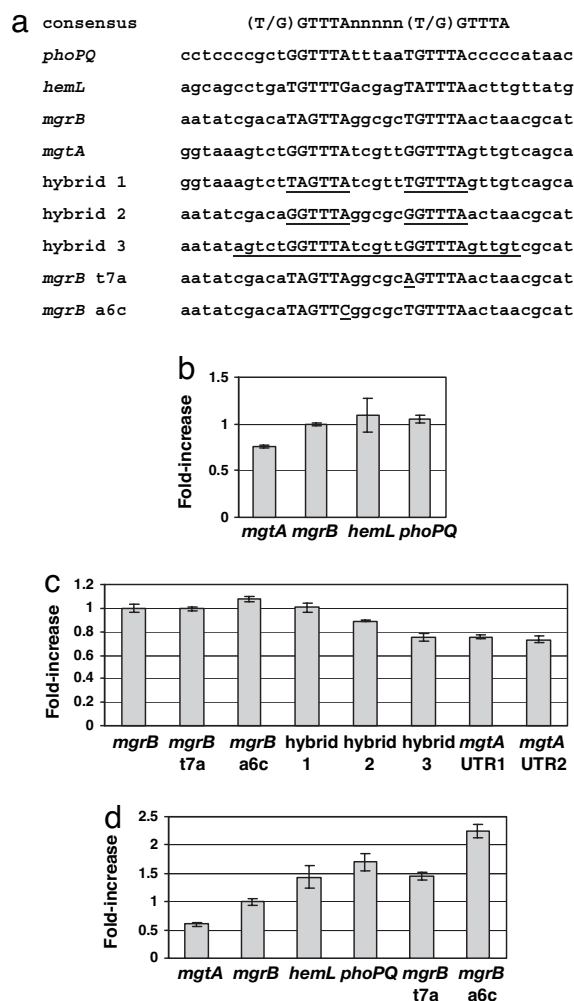 a
consensus (T/G)GTTTAnnnnn(T/G)GTTTA
phoPQ cctccccgctGGTTTAtttaaTGTTTAcccccataac
hemL agcagcctgaTGTTTGacgagTATTTAacttgttatg
mgrB aatatcgacaTAGTTAggcgcTGTTTAactaacgcat
mgtA ggtaaagtctGGTTTAtcgttGGTTTAgttgtcagca
hybrid 1 ggtaaagtctTAGTTAtcgttTGTTTAgttgtcagca
hybrid 2 aatatcgacaGGTTTAggcgcGGTTTAactaacgcat
hybrid 3 aatatagtctGGTTTAtcgttGGTTTAgttgtcgcat
mgrB t7a aatatcgacaTAGTTAggcgcAGTTTAactaacgcat
mgrB a6c aatatcgacaTAGTTCggcgcTGTTTAactaacgcat
b
Fold-increase
1.5
1
0.5
0
mgtA mgrB hemL phoPQ
c
Fold-increase
1.2
1
0.8
0.6
0.4
0.2
0
mgrB mgrB mgrB hybrid hybrid hybrid mgtA mgtA
t7a a6c 1 2 3 UTR1 UTR2
d
Fold-increase
2.5
2
1.5
1
0.5
0
mgtA mgrB hemL phoPQ mgrB mgrB
t7a a6c